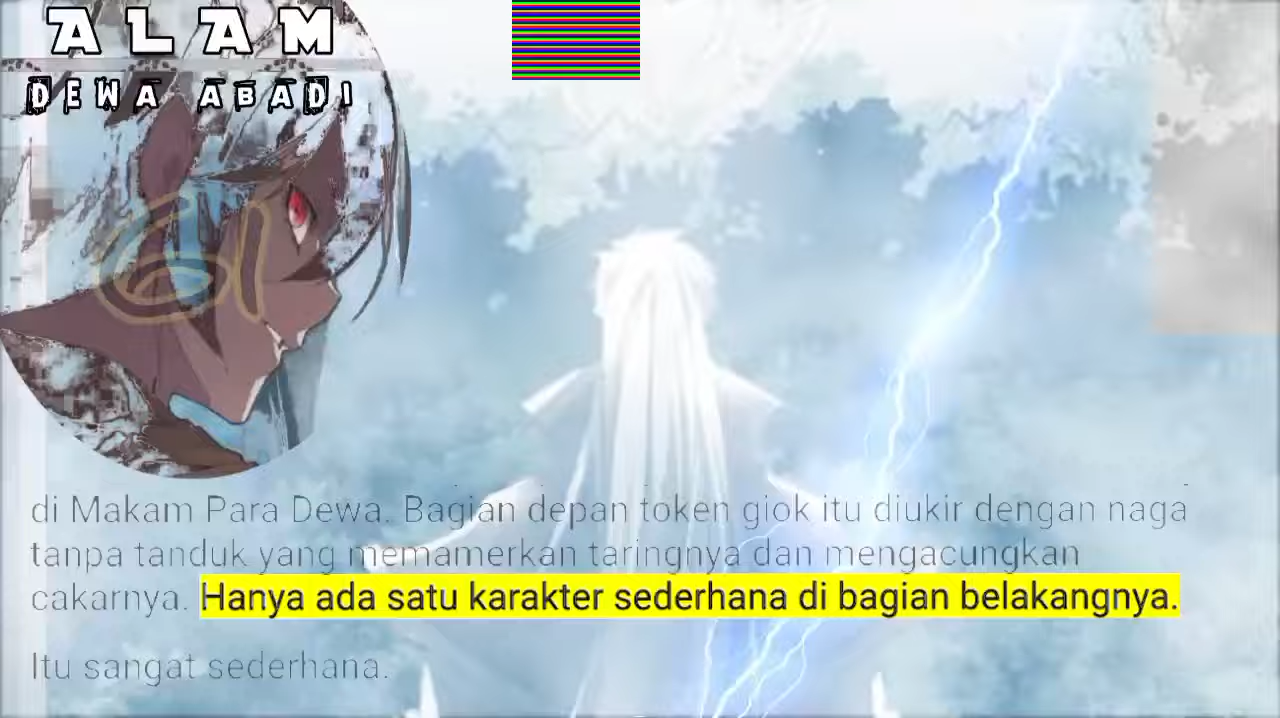 ALAM
DEWA ABADI
di Makam Para Dewa. Bagian depan token giok itu diukir dengan naga
tanpa tanduk yang memamerkan taringnya dan mengacungkan
cakarnya. Hanya ada satu karakter sederhana di bagian belakangnya.
Itu sangat sederhana.